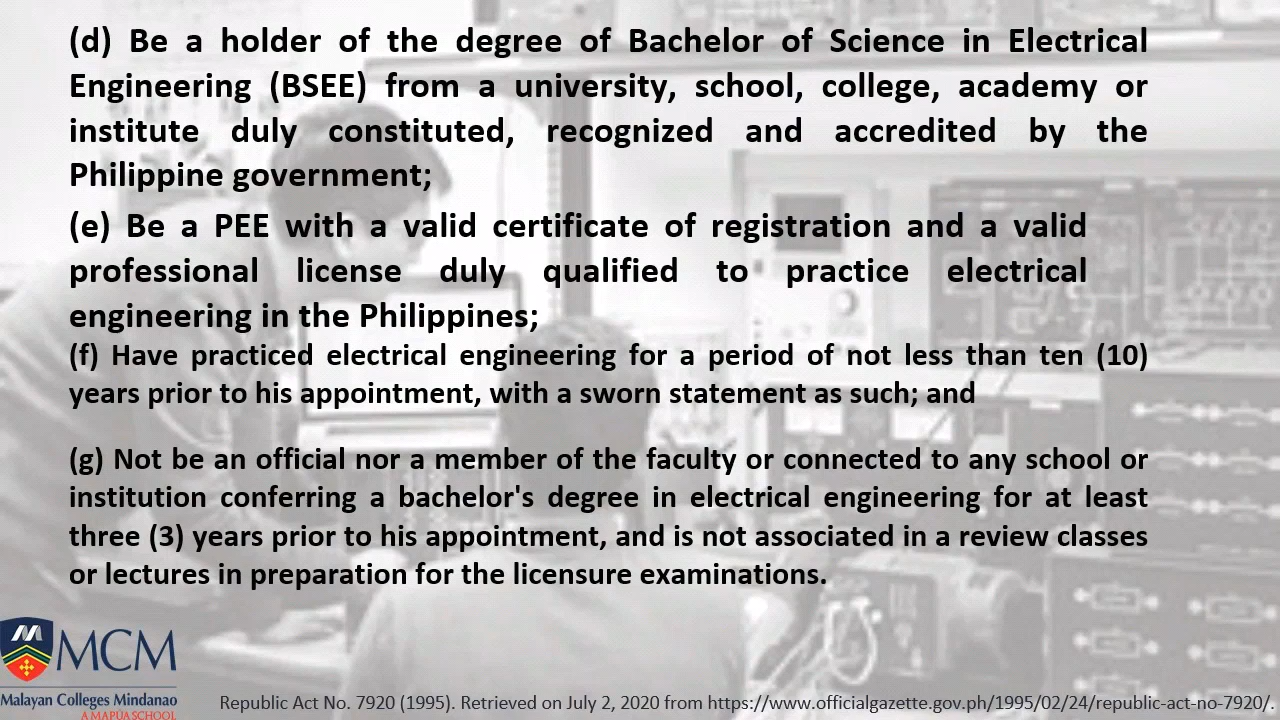 (d) Be a holder of the degree of Bachelor of Science in Electrical
Engineering (BSEE) from a university, school, college, academy or
institute duly constituted, recognized and accredited by the
Philippine government;
(e) Be a PEE with a valid certificate of registration and a valid
professional license duly qualified to practice electrical
engineering in the Philippines;
(f) Have practiced electrical engineering for a period of not less than ten (10)
years prior to his appointment, with a sworn statement as such; and
(g) Not be an official nor a member of the faculty or connected to any school or
institution conferring a bachelor's degree in electrical engineering for at least
three (3) years prior to his appointment, and is not associated in a review classes
or lectures in preparation for the licensure examinations.
MCM
Malayan Colleges Mindanao
A MAPÚA SCHOOL
Republic Act No. 7920 (1995). Retrieved on July 2, 2020 from https://www.officialgazette.gov.ph/1995/02/24/republic-act-no-7920/.